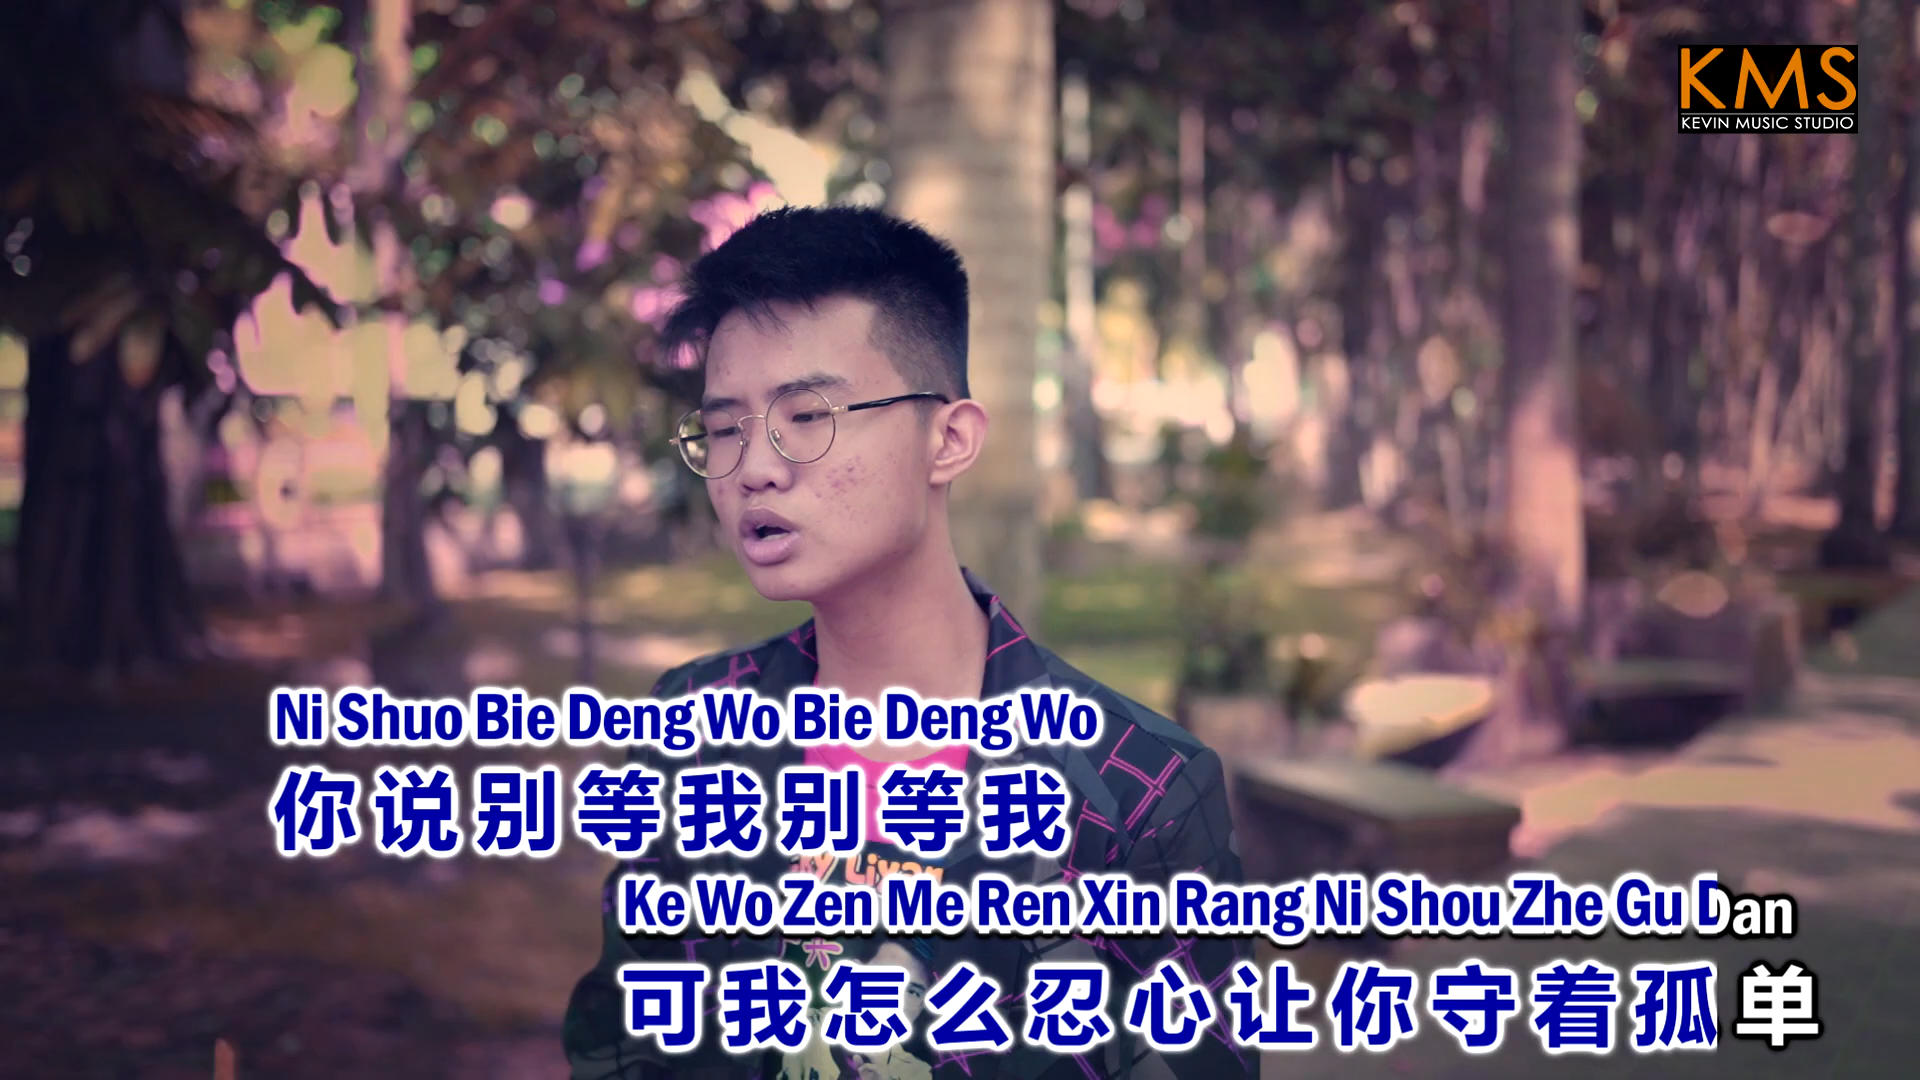 KMS
KEVIN MUSIC STUDIO
Ni Shuo Bie Deng Wo Bie Deng Wo
你说别等我别等我
Liyan
Ke Wo Zen Me Ren Xin Rang Ni Shou Zhe Gu Dan
可我怎么忍心让你守着孤单